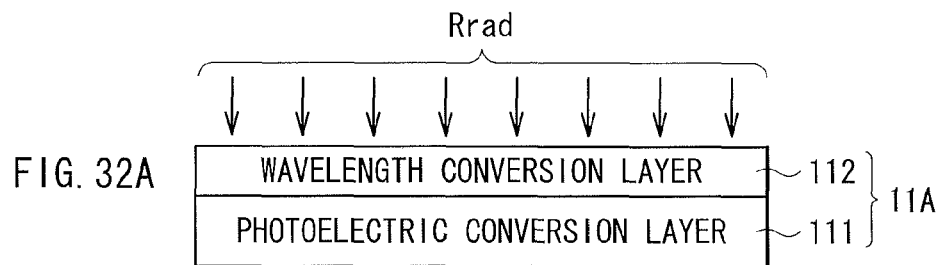 Rrad
FIG. 32A
WAVELENGTH CONVERSION LAYER 112
PHOTOELECTRIC CONVERSION LAYER 111
11A